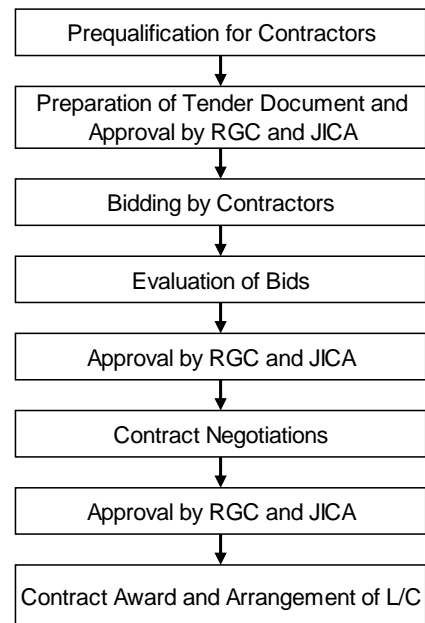 Prequalification for Contractors
Preparation of Tender Document and
Approval by RGC and JICA
Bidding by Contractors
Evaluation of Bids
Approval by RGC and JICA
Contract Negotiations
Approval by RGC and JICA
Contract Award and Arrangement of L/C